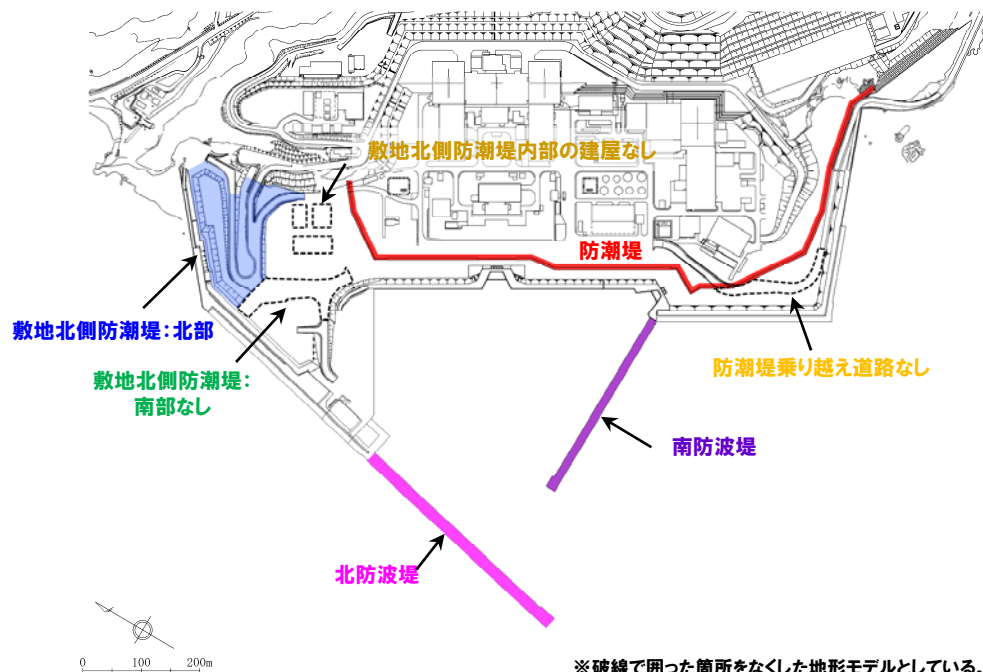 敷地北側防潮堤内部の建屋なし
防潮堤
敷地北側防潮堤：北部
敷地北側防潮堤：
南部なし
防潮堤乗り越え道路なし
南防波堤
北防波堤
0 100 200m
※破線で囲った箇所をなくした地形モデルとしている。